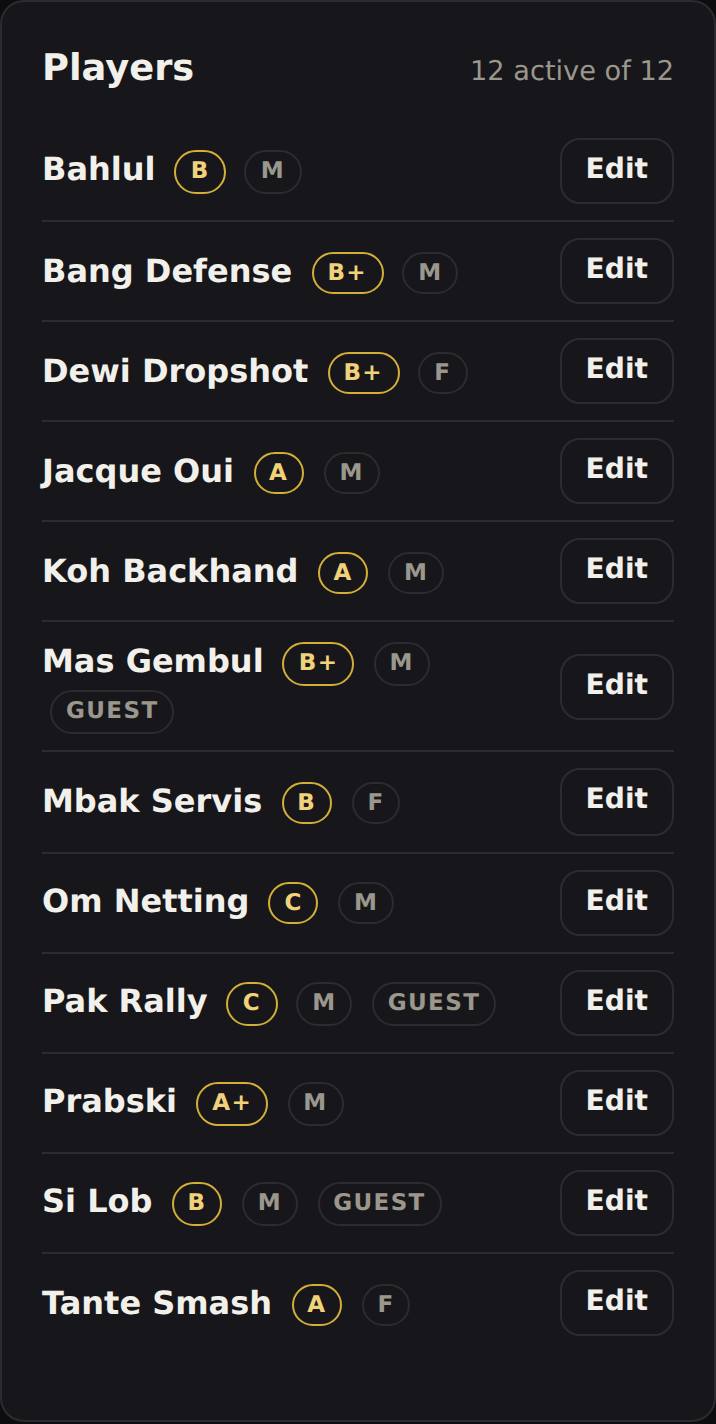 Players 12 active of 12
Bahlul B M Edit
Bang Defense B+ M Edit
Dewi Dropshot B+ F Edit
Jacque Oui A M Edit
Koh Backhand A M Edit
Mas Gembul B+ M Edit
GUEST
Mbak Servis B F Edit
Om Netting C M Edit
Pak Rally C M GUEST Edit
Prabski A+ M Edit
Si Lob B M GUEST Edit
Tante Smash A F Edit